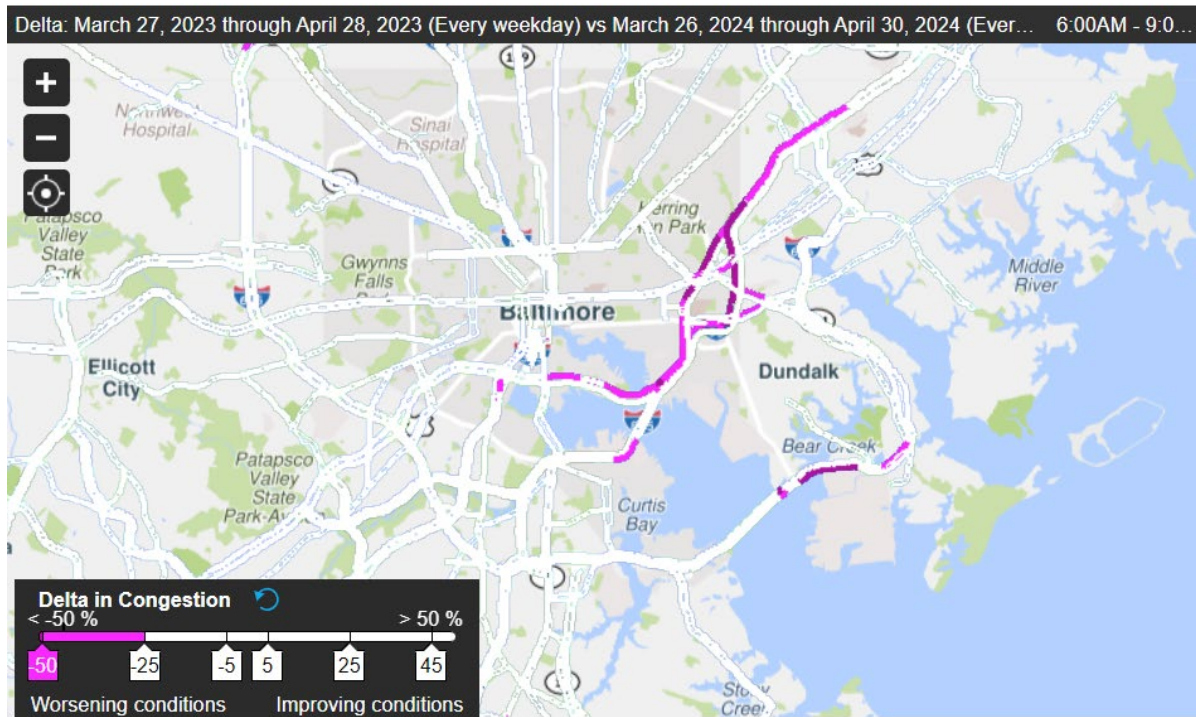 Delta: March 27, 2023 through April 28, 2023 (Every weekday) vs March 26, 2024 through April 30, 2024 (Ever... 6:00AM - 9:0...
+
−
Northwest
Hospital
Sinai
Hospital
Patapsco
Valley
State
Park
Herring
Run Park
Gwynns
Falls
Baltimore
Middle
River
Ellicott
City
Dundalk
Bear Creek
Patapsco
Valley
State
Curtis
Bay
Stony
Creek
Delta in Congestion
< -50 %
> 50 %
-50
-25
-5
5
25
45
Worsening conditions
Improving conditions